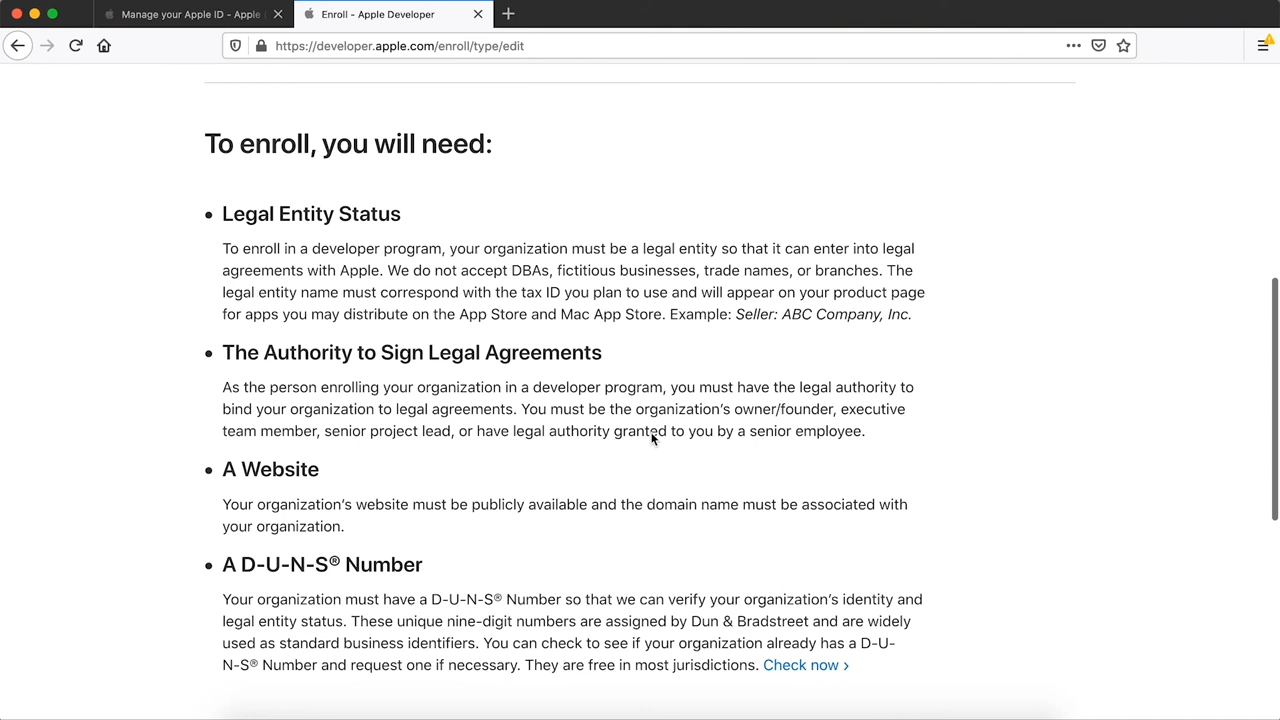 Manage your Apple ID - Apple
Enroll - Apple Developer
https://developer.apple.com/enroll/type/edit
To enroll, you will need:
• Legal Entity Status
To enroll in a developer program, your organization must be a legal entity so that it can enter into legal
agreements with Apple. We do not accept DBAs, fictitious businesses, trade names, or branches. The
legal entity name must correspond with the tax ID you plan to use and will appear on your product page
for apps you may distribute on the App Store and Mac App Store. Example: Seller: ABC Company, Inc.
• The Authority to Sign Legal Agreements
As the person enrolling your organization in a developer program, you must have the legal authority to
bind your organization to legal agreements. You must be the organization’s owner/founder, executive
team member, senior project lead, or have legal authority granted to you by a senior employee.
• A Website
Your organization’s website must be publicly available and the domain name must be associated with
your organization.
• A D-U-N-S® Number
Your organization must have a D-U-N-S® Number so that we can verify your organization’s identity and
legal entity status. These unique nine-digit numbers are assigned by Dun & Bradstreet and are widely
used as standard business identifiers. You can check to see if your organization already has a D-U-
N-S® Number and request one if necessary. They are free in most jurisdictions. Check now ›